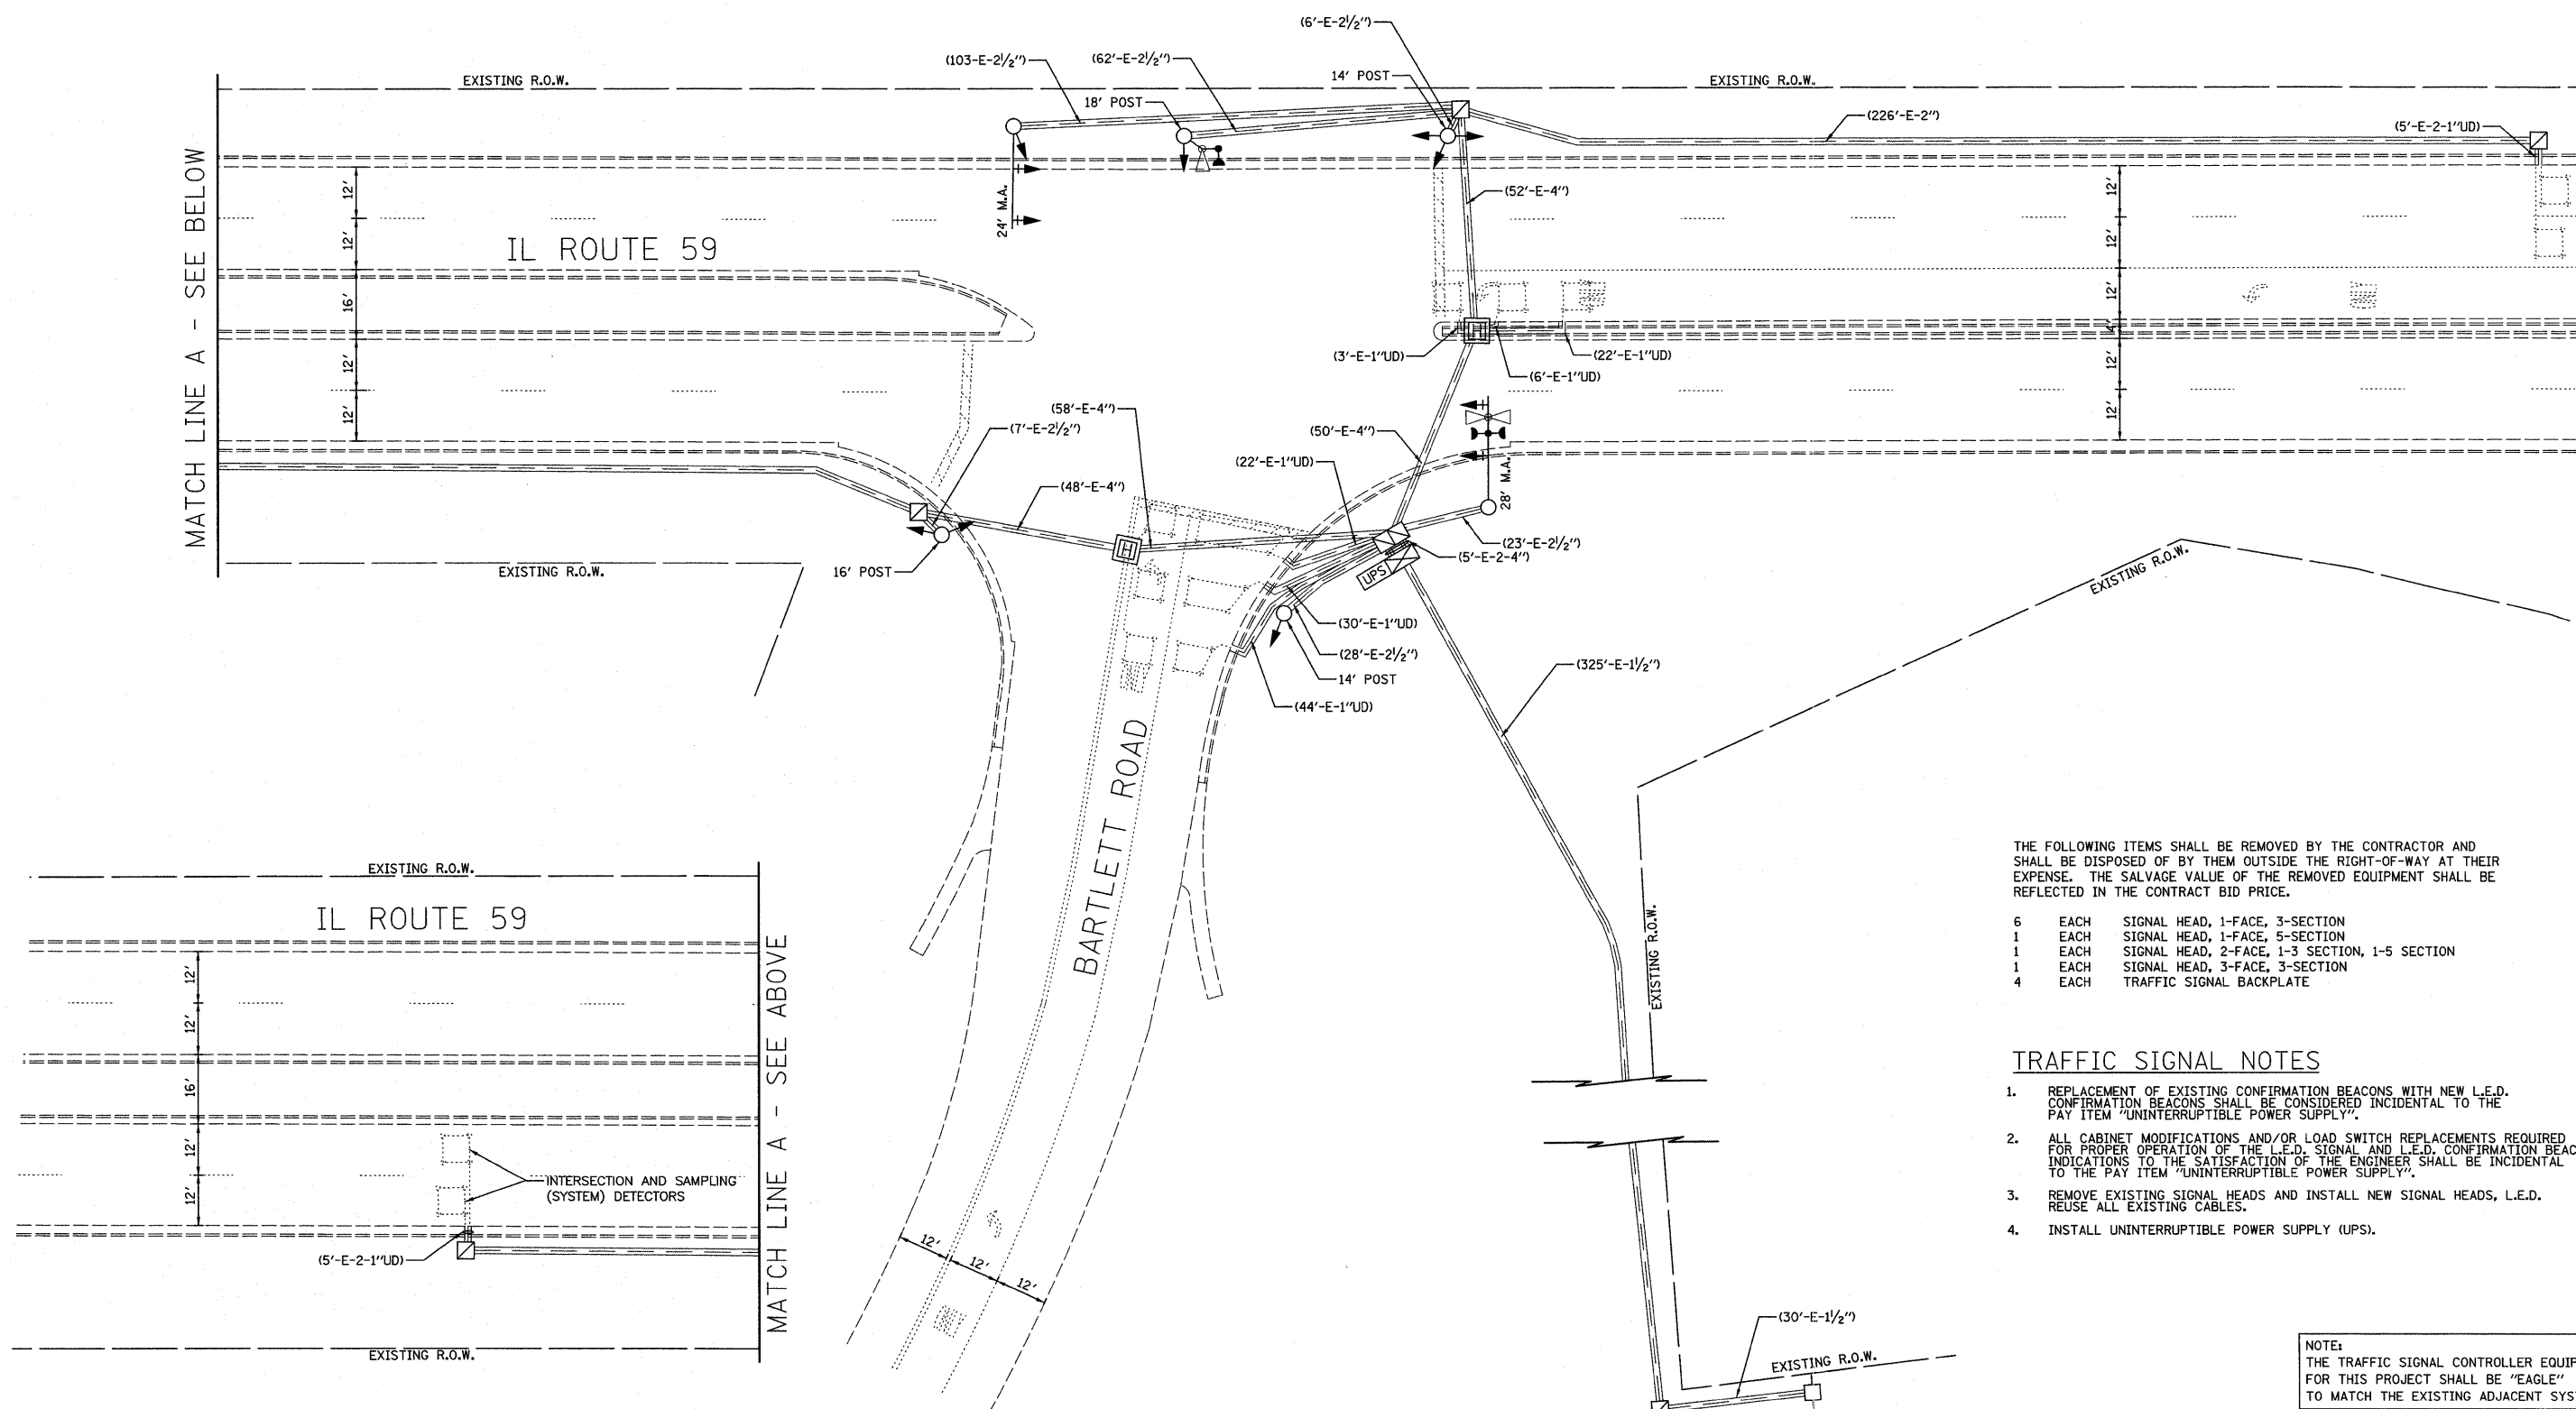 (6'-E-2½")
(103-E-2½")
(62'-E-2½")
14' POST
EXISTING R.O.W.
EXISTING R.O.W.
18' POST
(226'-E-2")
(5'-E-2-1"UD)
MATCH LINE A - SEE BELOW
12'
12'
16'
12'
12'
IL ROUTE 59
24' M.A.
(52'-E-4")
12'
12'
12'
4'
12'
12'
(3'-E-1"UD)
(22'-E-1"UD)
(6'-E-1"UD)
(58'-E-4")
(7'-E-2½")
(50'-E-4")
(22'-E-1"UD)
28' M.A.
(48'-E-4")
(23'-E-2½")
(5'-E-2-4")
H
H
UPS
16' POST
EXISTING R.O.W.
EXISTING R.O.W.
(30'-E-1"UD)
(28'-E-2½")
14' POST
(44'-E-1"UD)
(325'-E-1½")
BARTLETT ROAD
EXISTING R.O.W.
THE FOLLOWING ITEMS SHALL BE REMOVED BY THE CONTRACTOR AND
SHALL BE DISPOSED OF BY THEM OUTSIDE THE RIGHT-OF-WAY AT THEIR
EXPENSE. THE SALVAGE VALUE OF THE REMOVED EQUIPMENT SHALL BE
REFLECTED IN THE CONTRACT BID PRICE.
6 EACH SIGNAL HEAD, 1-FACE, 3-SECTION
1 EACH SIGNAL HEAD, 1-FACE, 5-SECTION
1 EACH SIGNAL HEAD, 2-FACE, 1-3 SECTION, 1-5 SECTION
1 EACH SIGNAL HEAD, 3-FACE, 3-SECTION
4 EACH TRAFFIC SIGNAL BACKPLATE
TRAFFIC SIGNAL NOTES
1. REPLACEMENT OF EXISTING CONFIRMATION BEACONS WITH NEW L.E.D.
CONFIRMATION BEACONS SHALL BE CONSIDERED INCIDENTAL TO THE
PAY ITEM "UNINTERRUPTIBLE POWER SUPPLY".
2. ALL CABINET MODIFICATIONS AND/OR LOAD SWITCH REPLACEMENTS REQUIRED
FOR PROPER OPERATION OF THE L.E.D. SIGNAL AND L.E.D. CONFIRMATION BEAC
INDICATIONS TO THE SATISFACTION OF THE ENGINEER SHALL BE INCIDENTAL
TO THE PAY ITEM "UNINTERRUPTIBLE POWER SUPPLY".
3. REMOVE EXISTING SIGNAL HEADS AND INSTALL NEW SIGNAL HEADS, L.E.D.
REUSE ALL EXISTING CABLES.
4. INSTALL UNINTERRUPTIBLE POWER SUPPLY (UPS).
EXISTING R.O.W.
IL ROUTE 59
12'
12'
16'
12'
12'
MATCH LINE A - SEE ABOVE
INTERSECTION AND SAMPLING
(SYSTEM) DETECTORS
(5'-E-2-1"UD)
EXISTING R.O.W.
12'
12'
12'
(30'-E-1½")
EXISTING R.O.W.
NOTE:
THE TRAFFIC SIGNAL CONTROLLER EQUIF
FOR THIS PROJECT SHALL BE "EAGLE"
TO MATCH THE EXISTING ADJACENT SYS